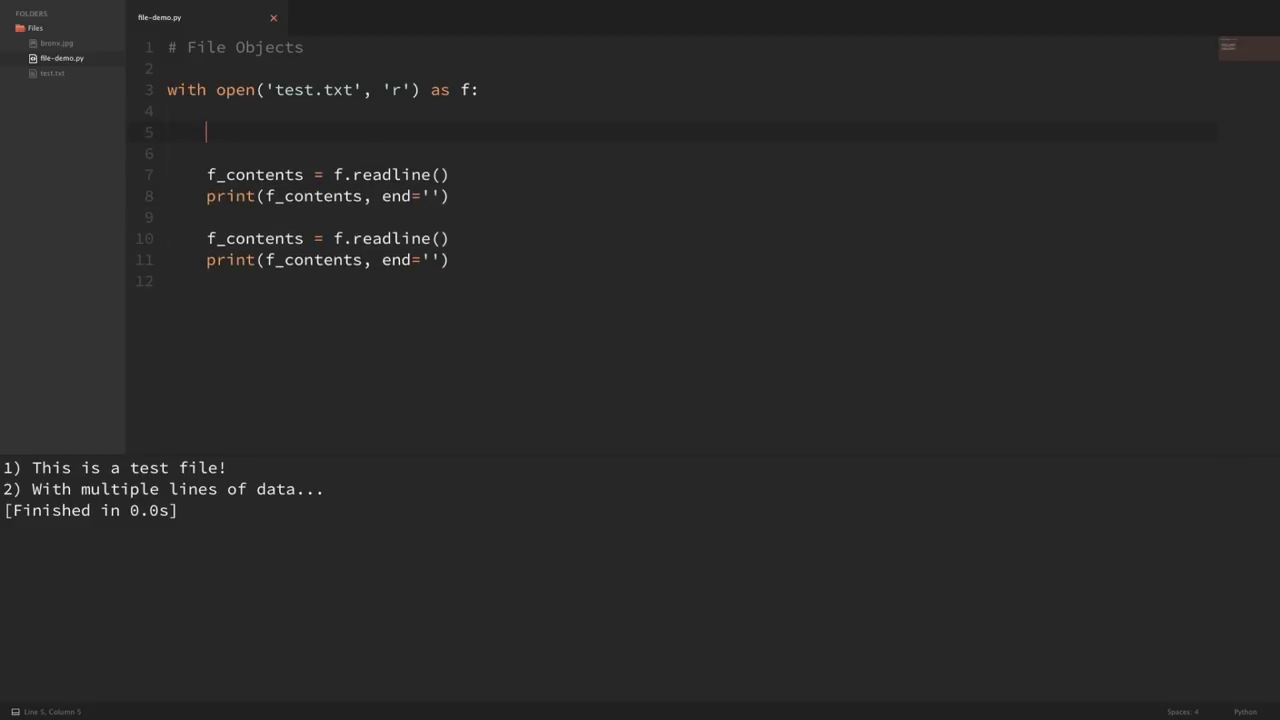 FOLDERS
Files
bronx.jpg
file-demo.py
test.txt
file-demo.py
1 # File Objects
2
3 with open('test.txt', 'r') as f:
4
5
6
7     f_contents = f.readline()
8     print(f_contents, end='')
9
10     f_contents = f.readline()
11     print(f_contents, end='')
12
1) This is a test file!
2) With multiple lines of data...
[Finished in 0.0s]
Line 5, Column 5
Spaces: 4
Python